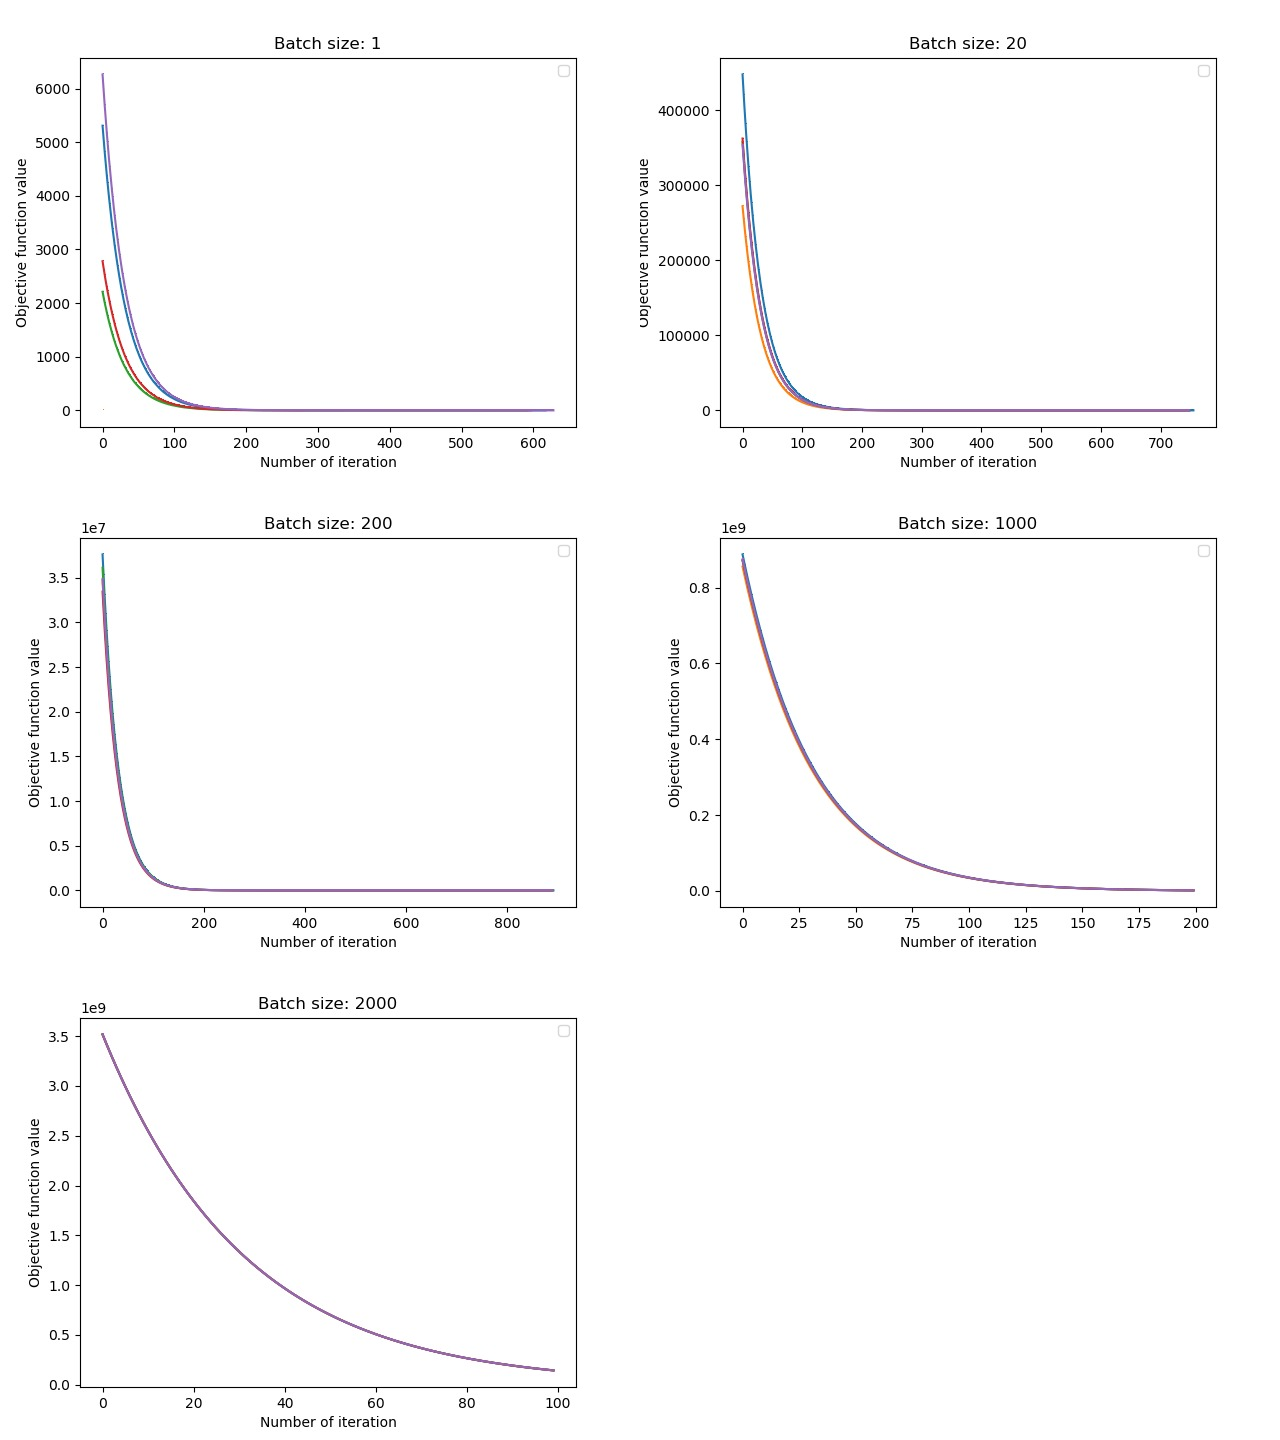 Batch size: 1
Objective function value
6000
5000
4000
3000
2000
1000
0
0 100 200 300 400 500 600
Number of iteration
Batch size: 20
Objective function value
400000
300000
200000
100000
0
0 100 200 300 400 500 600 700
Number of iteration
Batch size: 200
1e7
Objective function value
3.5
3.0
2.5
2.0
1.5
1.0
0.5
0.0
0 200 400 600 800
Number of iteration
Batch size: 1000
1e9
Objective function value
0.8
0.6
0.4
0.2
0.0
0 25 50 75 100 125 150 175 200
Number of iteration
Batch size: 2000
1e9
Objective function value
3.5
3.0
2.5
2.0
1.5
1.0
0.5
0.0
0 20 40 60 80 100
Number of iteration